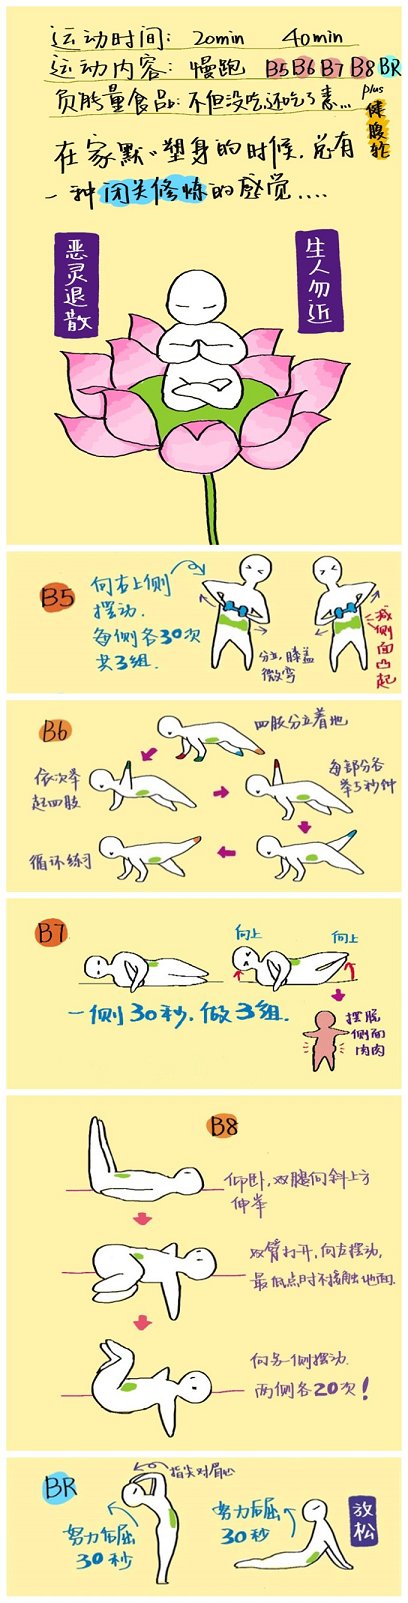 运动时间: 20min 40min
运动内容: 慢跑 B5 B6 B7 B8 BR
plus
健腹轮
负能量食品: 不但没吃,还吃了素...
在家默默塑身的时候,总有
一种闭关修炼的感觉....
恶灵退散
生人勿近
B5
向右上侧
摆动.
每侧各30次
共3组.
分立,膝盖
微弯
减侧面凸起
B6
四肢分立着地
依次举
起四肢
每部分各
举5秒钟
循环练习
B7
向上
向上
一侧30秒,做3组.
摆脱
侧面
肉肉
B8
仰卧,双腿向斜上方
伸举
双臂打开,向左摆动,
最低点时不接触地面.
向另一侧摆动.
两侧各20次!
BR
指尖对眉心
努力后屈
30秒
努力后屈
30秒
放松